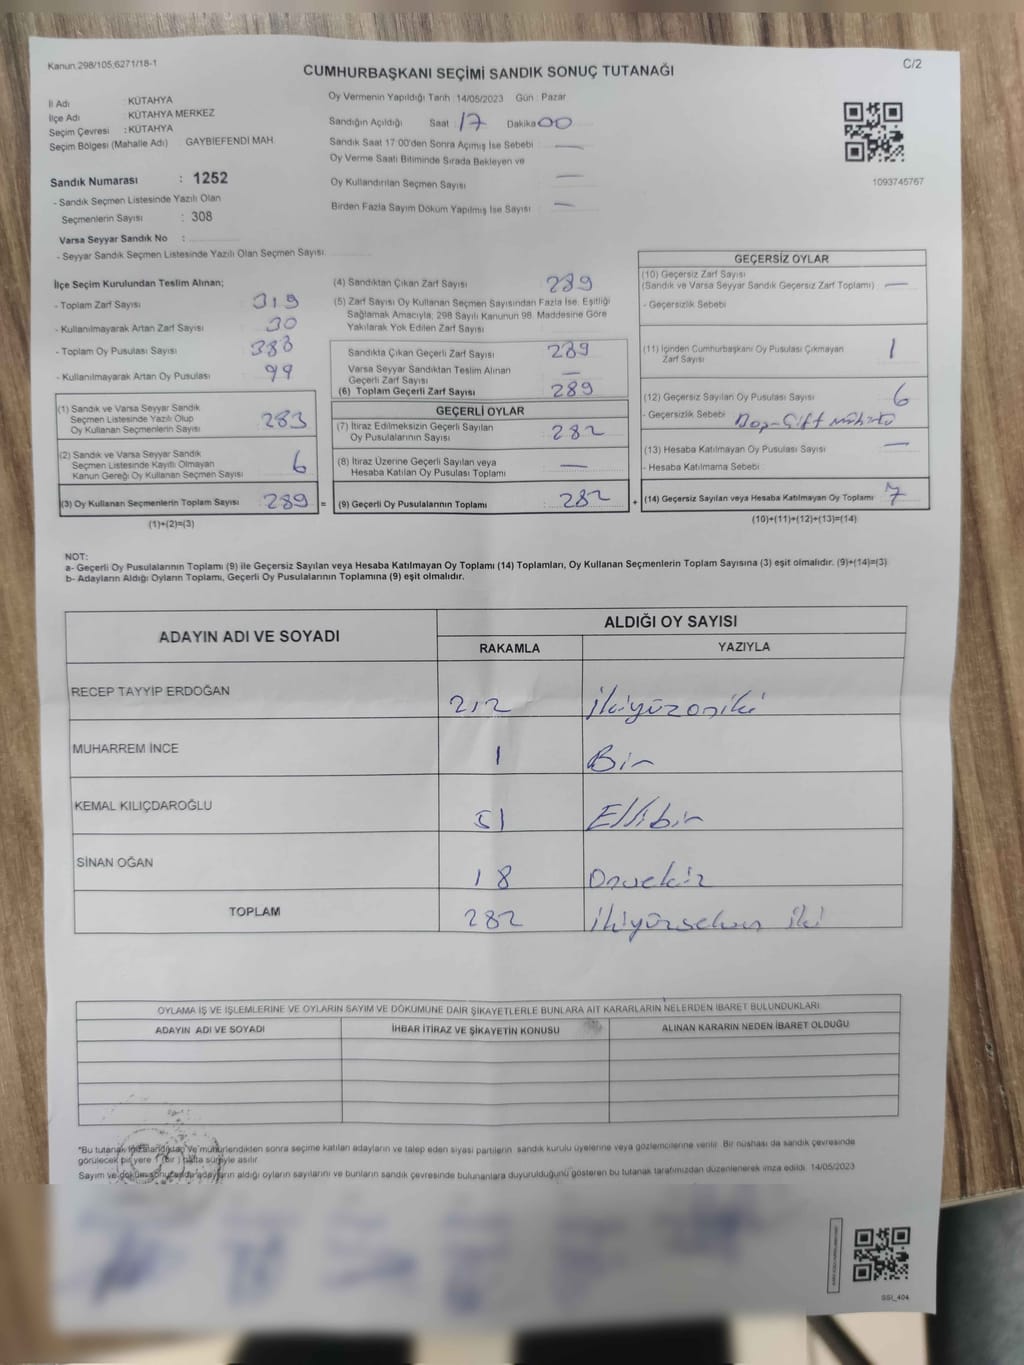 Kanun.298/105,6271/18-1
C/2
CUMHURBAŞKANI SEÇİMİ SANDIK SONUÇ TUTANAĞI
İl Adı : KÜTAHYA
İlçe Adı KÜTAHYA MERKEZ
Seçim Çevresi : KÜTAHYA
Seçim Bölgesi (Mahalle Adı) GAYBİEFENDİ MAH.
Sandık Numarası : 1252
- Sandık Seçmen Listesinde Yazılı Olan
Seçmenlerin Sayısı : 308
Varsa Seyyar Sandık No :
- Seyyar Sandık Seçmen Listesinde Yazılı Olan Seçmen Sayısı
Oy Vermenin Yapıldığı Tarih :14/05/2023 Gün : Pazar
Sandığın Açıldığı Saat : 17 Dakika 00
Sandık Saat 17:00'den Sonra Açımış İse Sebebi : —
Oy Verme Saati Bitiminde Sırada Bekleyen ve
Oy Kullandırılan Seçmen Sayısı —
Birden Fazla Sayım Döküm Yapılmış İse Sayısı : —
1093745767
İlçe Seçim Kurulundan Teslim Alınan;
- Toplam Zarf Sayısı 319
- Kullanılmayarak Artan Zarf Sayısı 30
- Toplam Oy Pusulası Sayısı 388
- Kullanılmayarak Artan Oy Pusulası 99
(1) Sandık ve Varsa Seyyar Sandık
Seçmen Listesinde Yazılı Olup
Oy Kullanan Seçmenlerin Sayısı 283
(2) Sandık ve Varsa Seyyar Sandık
Seçmen Listesinde Kayıtlı Olmayan
Kanun Gereği Oy Kullanan Seçmen Sayısı 6
(3) Oy Kullanan Seçmenlerin Toplam Sayısı 289 =
(1)+(2)=(3)
(4) Sandıktan Çıkan Zarf Sayısı 289
(5) Zarf Sayısı Oy Kullanan Seçmen Sayısından Fazla İse, Eşitliği
Sağlamak Amacıyla, 298 Sayılı Kanunun 98. Maddesine Göre
Yakılarak Yok Edilen Zarf Sayısı
Sandıkta Çıkan Geçerli Zarf Sayısı 289
Varsa Seyyar Sandıktan Teslim Alınan
Geçerli Zarf Sayısı —
(6) Toplam Geçerli Zarf Sayısı 289
GEÇERLİ OYLAR
(7) İtiraz Edilmeksizin Geçerli Sayılan
Oy Pusulalarının Sayısı 282
(8) İtiraz Üzerine Geçerli Sayılan veya
Hesaba Katılan Oy Pusulası Toplamı —
(9) Geçerli Oy Pusulalarının Toplamı 282 +
GEÇERSİZ OYLAR
(10) Geçersiz Zarf Sayısı
(Sandık ve Varsa Seyyar Sandık Geçersiz Zarf Toplamı) —
- Geçersizlik Sebebi
(11) İçinden Cumhurbaşkanı Oy Pusulası Çıkmayan
Zarf Sayısı 1
(12) Geçersiz Sayılan Oy Pusulası Sayısı 6
- Geçersizlik Sebebi Boş-Çift mühürlü
(13) Hesaba Katılmayan Oy Pusulası Sayısı —
- Hesaba Katılmama Sebebi
(14) Geçersiz Sayılan veya Hesaba Katılmayan Oy Toplamı 7
(10)+(11)+(12)+(13)=(14)
NOT:
a- Geçerli Oy Pusulalarının Toplamı (9) ile Geçersiz Sayılan veya Hesaba Katılmayan Oy Toplamı (14) Toplamları, Oy Kullanan Seçmenlerin Toplam Sayısına (3) eşit olmalıdır. (9)+(14)=(3)
b- Adayların Aldığı Oyların Toplamı, Geçerli Oy Pusulalarının Toplamına (9) eşit olmalıdır.
ADAYIN ADI VE SOYADI ALDIĞI OY SAYISI
RAKAMLA YAZIYLA
RECEP TAYYİP ERDOĞAN 212 ikiyüzoniki
MUHARREM İNCE 1 Bir
KEMAL KILIÇDAROĞLU 51 Ellibir
SİNAN OĞAN 18 Onsekiz
TOPLAM 282 ikiyüzseksen iki
OYLAMA İŞ VE İŞLEMLERİNE VE OYLARIN SAYIM VE DÖKÜMÜNE DAİR ŞİKAYETLERLE BUNLARA AİT KARARLARIN NELERDEN İBARET BULUNDUKLARI
ADAYIN ADI VE SOYADI İHBAR İTİRAZ VE ŞİKAYETİN KONUSU ALINAN KARARIN NEDEN İBARET OLDUĞU
*Bu tutanak imzalandıktan ve mühürlendikten sonra seçime katılan adayların ve talep eden siyasi partilerin sandık kurulu üyelerine veya gözlemcilerine verilir. Bir nüshası da sandık çevresinde
görülecek bir yere 1 (bir) hafta süreyle asılır.
Sayım ve döküm sonucunda adayların aldığı oyların sayılarını ve bunların sandık çevresinde bulunanlara duyurulduğunu gösteren bu tutanak tarafımızdan düzenlenerek imza edildi. 14/05/2023
SSI_404